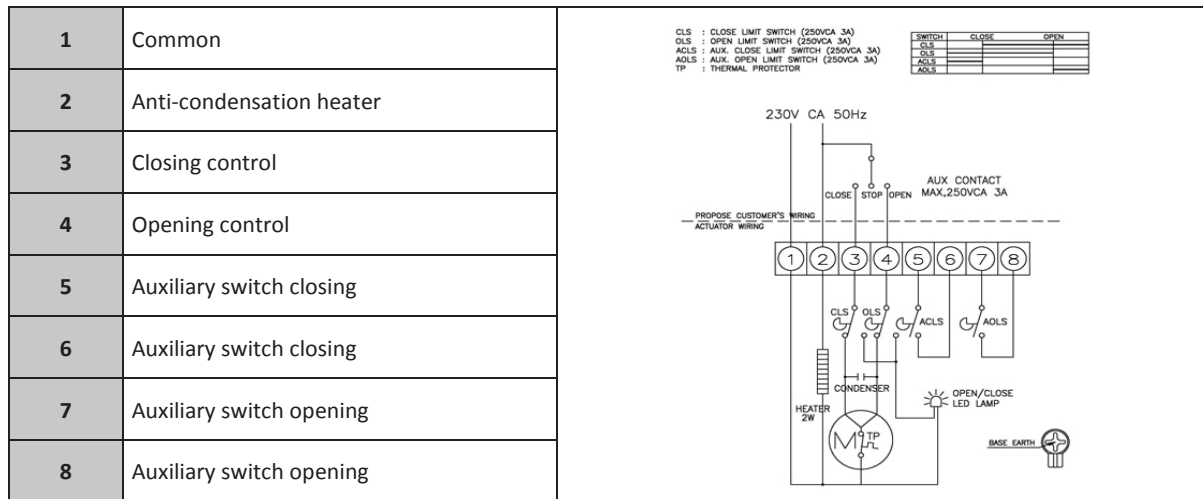 1 Common
2 Anti-condensation heater
3 Closing control
4 Opening control
5 Auxiliary switch closing
6 Auxiliary switch closing
7 Auxiliary switch opening
8 Auxiliary switch opening
CLS : CLOSE LIMIT SWITCH (250VCA 3A)
OLS : OPEN LIMIT SWITCH (250VCA 3A)
ACLS : AUX. CLOSE LIMIT SWITCH (250VCA 3A)
AOLS : AUX. OPEN LIMIT SWITCH (250VCA 3A)
TP : THERMAL PROTECTOR
SWITCH CLOSE OPEN
CLS
OLS
ACLS
AOLS
230V CA 50Hz
AUX CONTACT
MAX,250VCA 3A
CLOSE STOP OPEN
PROPOSE CUSTOMER'S WIRING
ACTUATOR WIRING
1 2 3 4 5 6 7 8
CLS OLS ACLS AOLS
CONDENSER
OPEN/CLOSE
LED LAMP
HEATER
2W
M TP
BASE EARTH